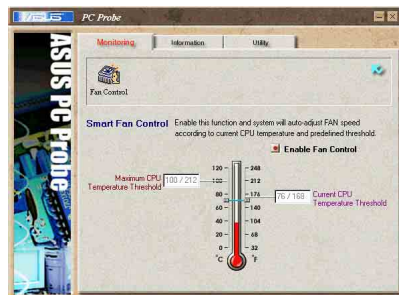 ASUS
PC Probe
Monitoring
Information
Utility
ASUS PC Probe
Fan Control
Smart Fan Control
Enable this function and system will auto-adjust FAN speed
according to current CPU temperature and predefined threshold.
Enable Fan Control
Maximum CPU
Temperature Threshold
100 / 212
76 / 168
Current CPU
Temperature Threshold
120 248
100 212
80 176
60 140
40 104
20 68
0 32
°C °F